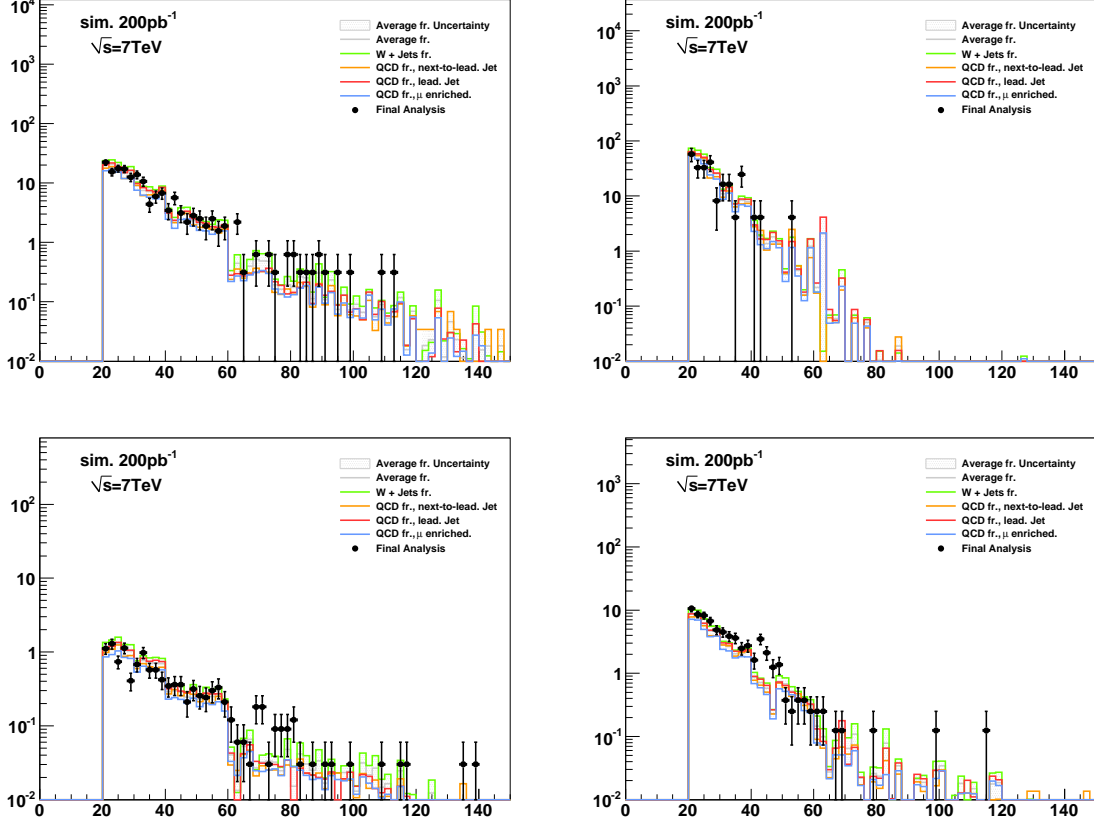 10⁴
10³
10²
10
1
10⁻¹
10⁻²
0 20 40 60 80 100 120 140
sim. 200pb⁻¹
√s=7TeV
Average fr. Uncertainty
Average fr.
W + Jets fr.
QCD fr., next-to-lead. Jet
QCD fr., lead. Jet
QCD fr., μ enriched.
Final Analysis
10⁴
10³
10²
10
1
10⁻¹
10⁻²
0 20 40 60 80 100 120 140
sim. 200pb⁻¹
√s=7TeV
Average fr. Uncertainty
Average fr.
W + Jets fr.
QCD fr., next-to-lead. Jet
QCD fr., lead. Jet
QCD fr., μ enriched.
Final Analysis
10²
10
1
10⁻¹
10⁻²
0 20 40 60 80 100 120 140
sim. 200pb⁻¹
√s=7TeV
Average fr. Uncertainty
Average fr.
W + Jets fr.
QCD fr., next-to-lead. Jet
QCD fr., lead. Jet
QCD fr., μ enriched.
Final Analysis
10³
10²
10
1
10⁻¹
10⁻²
0 20 40 60 80 100 120 140
sim. 200pb⁻¹
√s=7TeV
Average fr. Uncertainty
Average fr.
W + Jets fr.
QCD fr., next-to-lead. Jet
QCD fr., lead. Jet
QCD fr., μ enriched.
Final Analysis